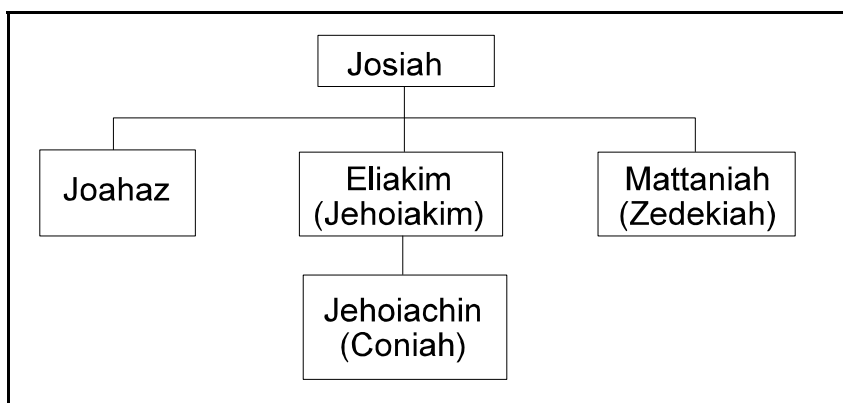 Josiah
Joahaz
Eliakim
(Jehoiakim)
Mattaniah
(Zedekiah)
Jehoiachin
(Coniah)